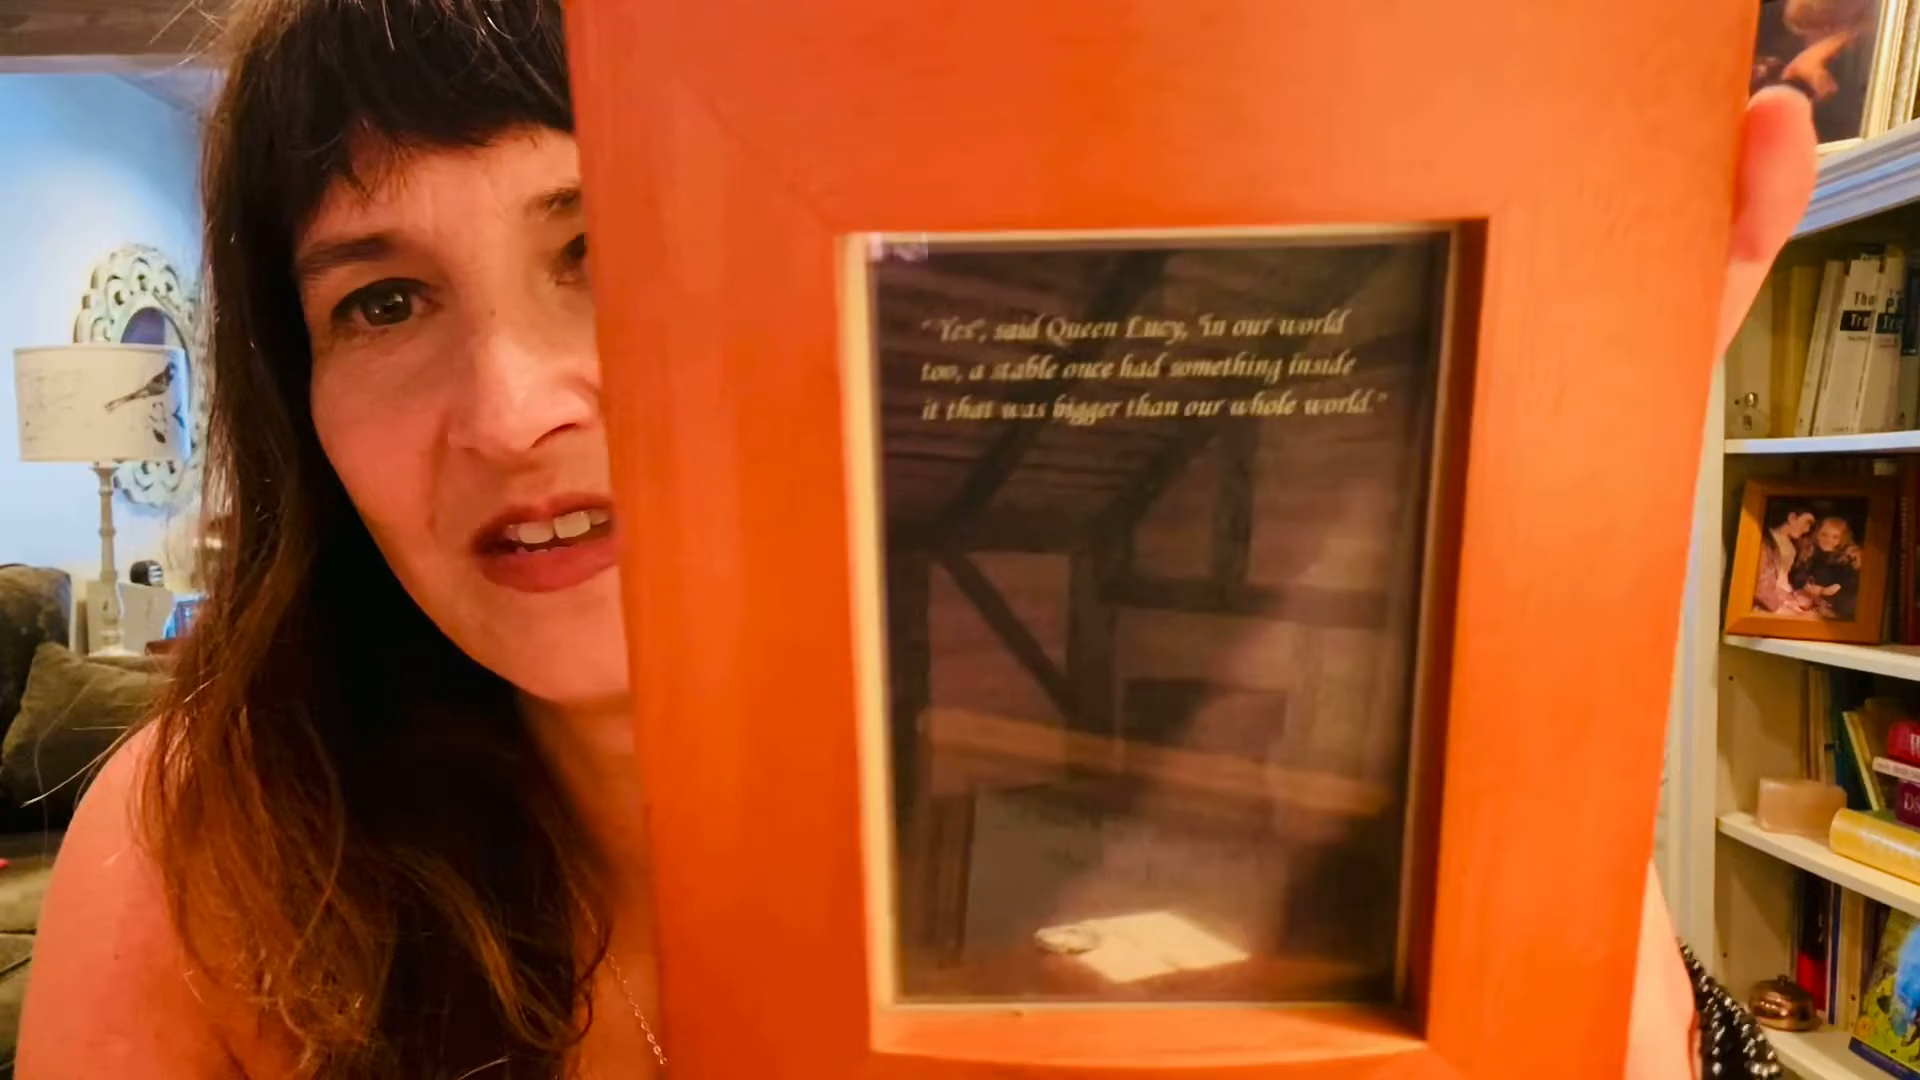 "Yes", said Queen Lucy, "in our world
too, a stable once had something inside
it that was bigger than our whole world."